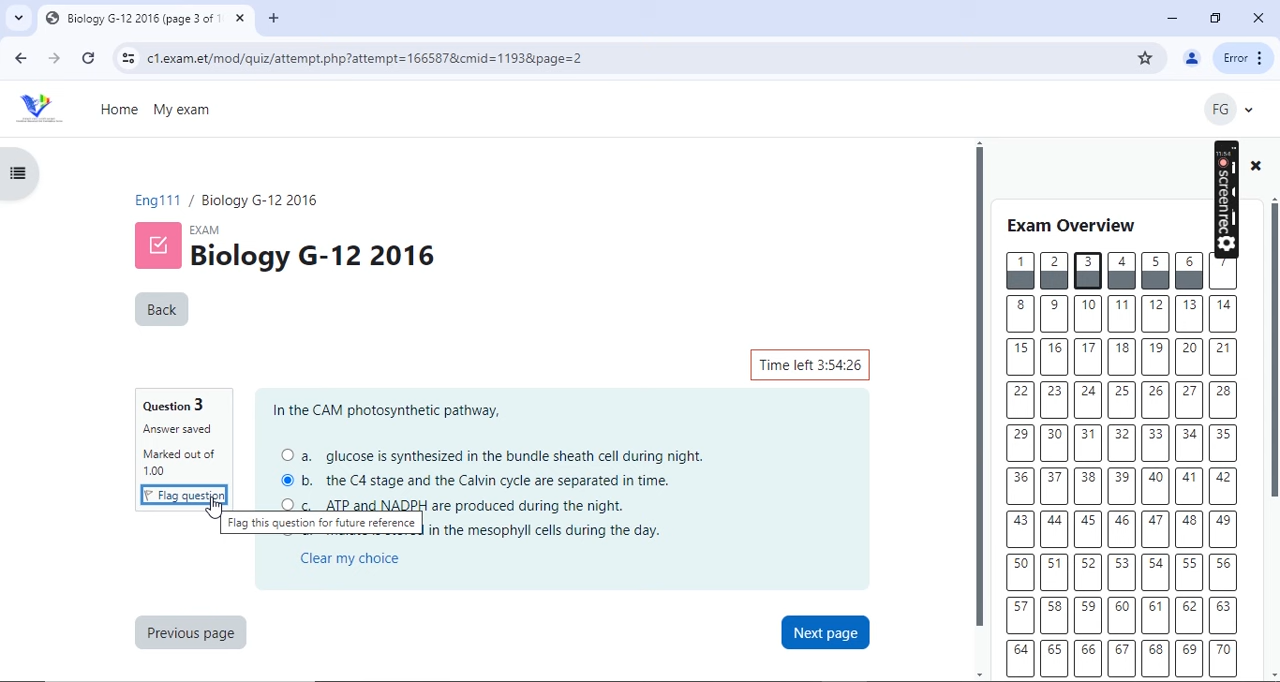 Biology G-12 2016 (page 3 of 1
c1.exam.et/mod/quiz/attempt.php?attempt=166587&cmid=1193&page=2
Error
Home My exam
FG
11:54
screenrec
Eng111 / Biology G-12 2016
EXAM
Biology G-12 2016
Back
Time left 3:54:26
Question 3
Answer saved
Marked out of
1.00
Flag question
Flag this question for future reference
In the CAM photosynthetic pathway,
a. glucose is synthesized in the bundle sheath cell during night.
b. the C4 stage and the Calvin cycle are separated in time.
c. ATP and NADPH are produced during the night.
in the mesophyll cells during the day.
Clear my choice
Previous page
Next page
Exam Overview
1 2 3 4 5 6 7
8 9 10 11 12 13 14
15 16 17 18 19 20 21
22 23 24 25 26 27 28
29 30 31 32 33 34 35
36 37 38 39 40 41 42
43 44 45 46 47 48 49
50 51 52 53 54 55 56
57 58 59 60 61 62 63
64 65 66 67 68 69 70